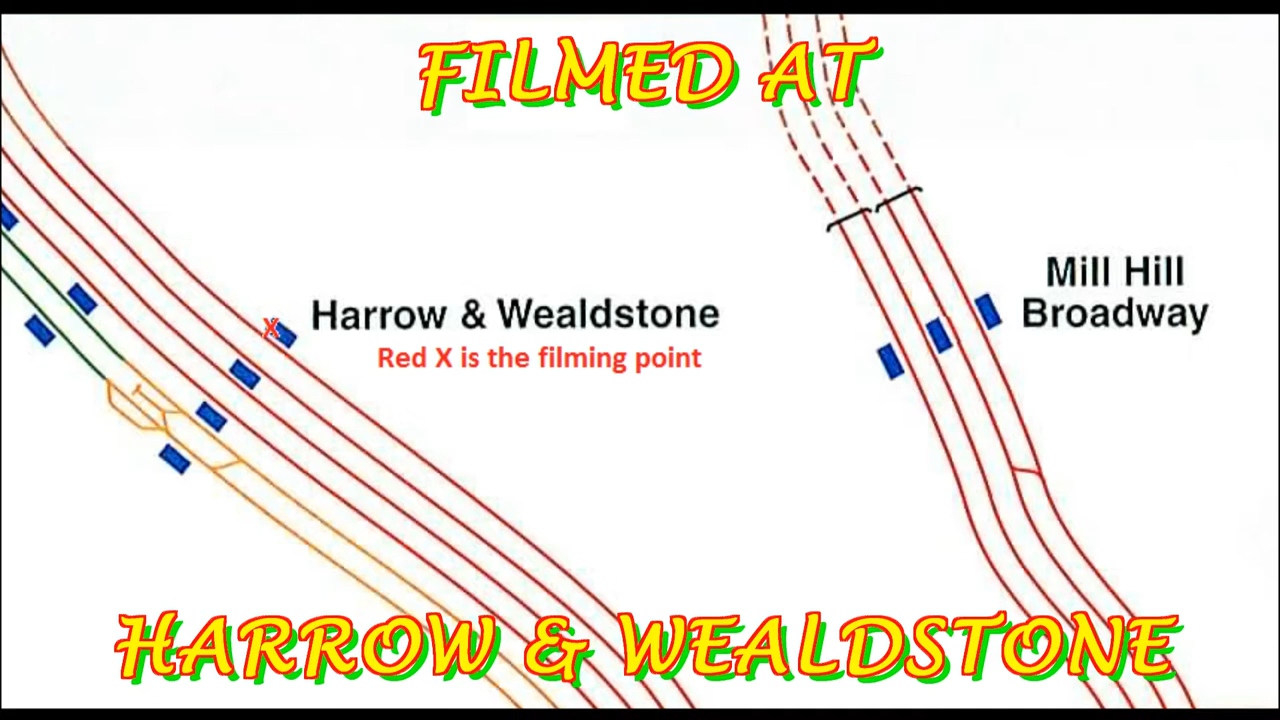 FILMED AT
Harrow & Wealdstone
X
Red X is the filming point
Mill Hill
Broadway
HARROW & WEALDSTONE